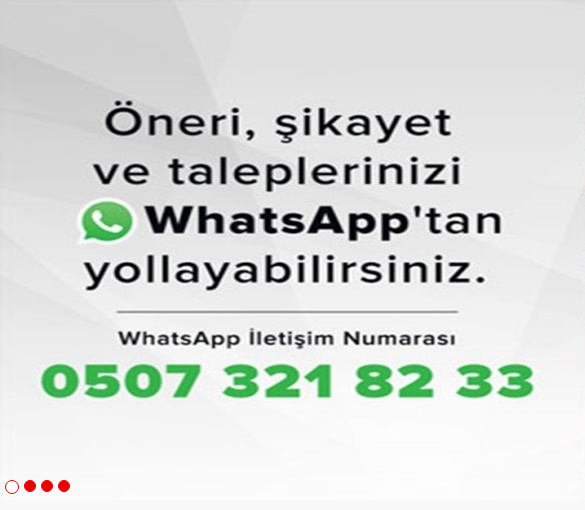 Öneri, şikayet
ve taleplerinizi
WhatsApp'tan
yollayabilirsiniz.
WhatsApp İletişim Numarası
0507 321 82 33